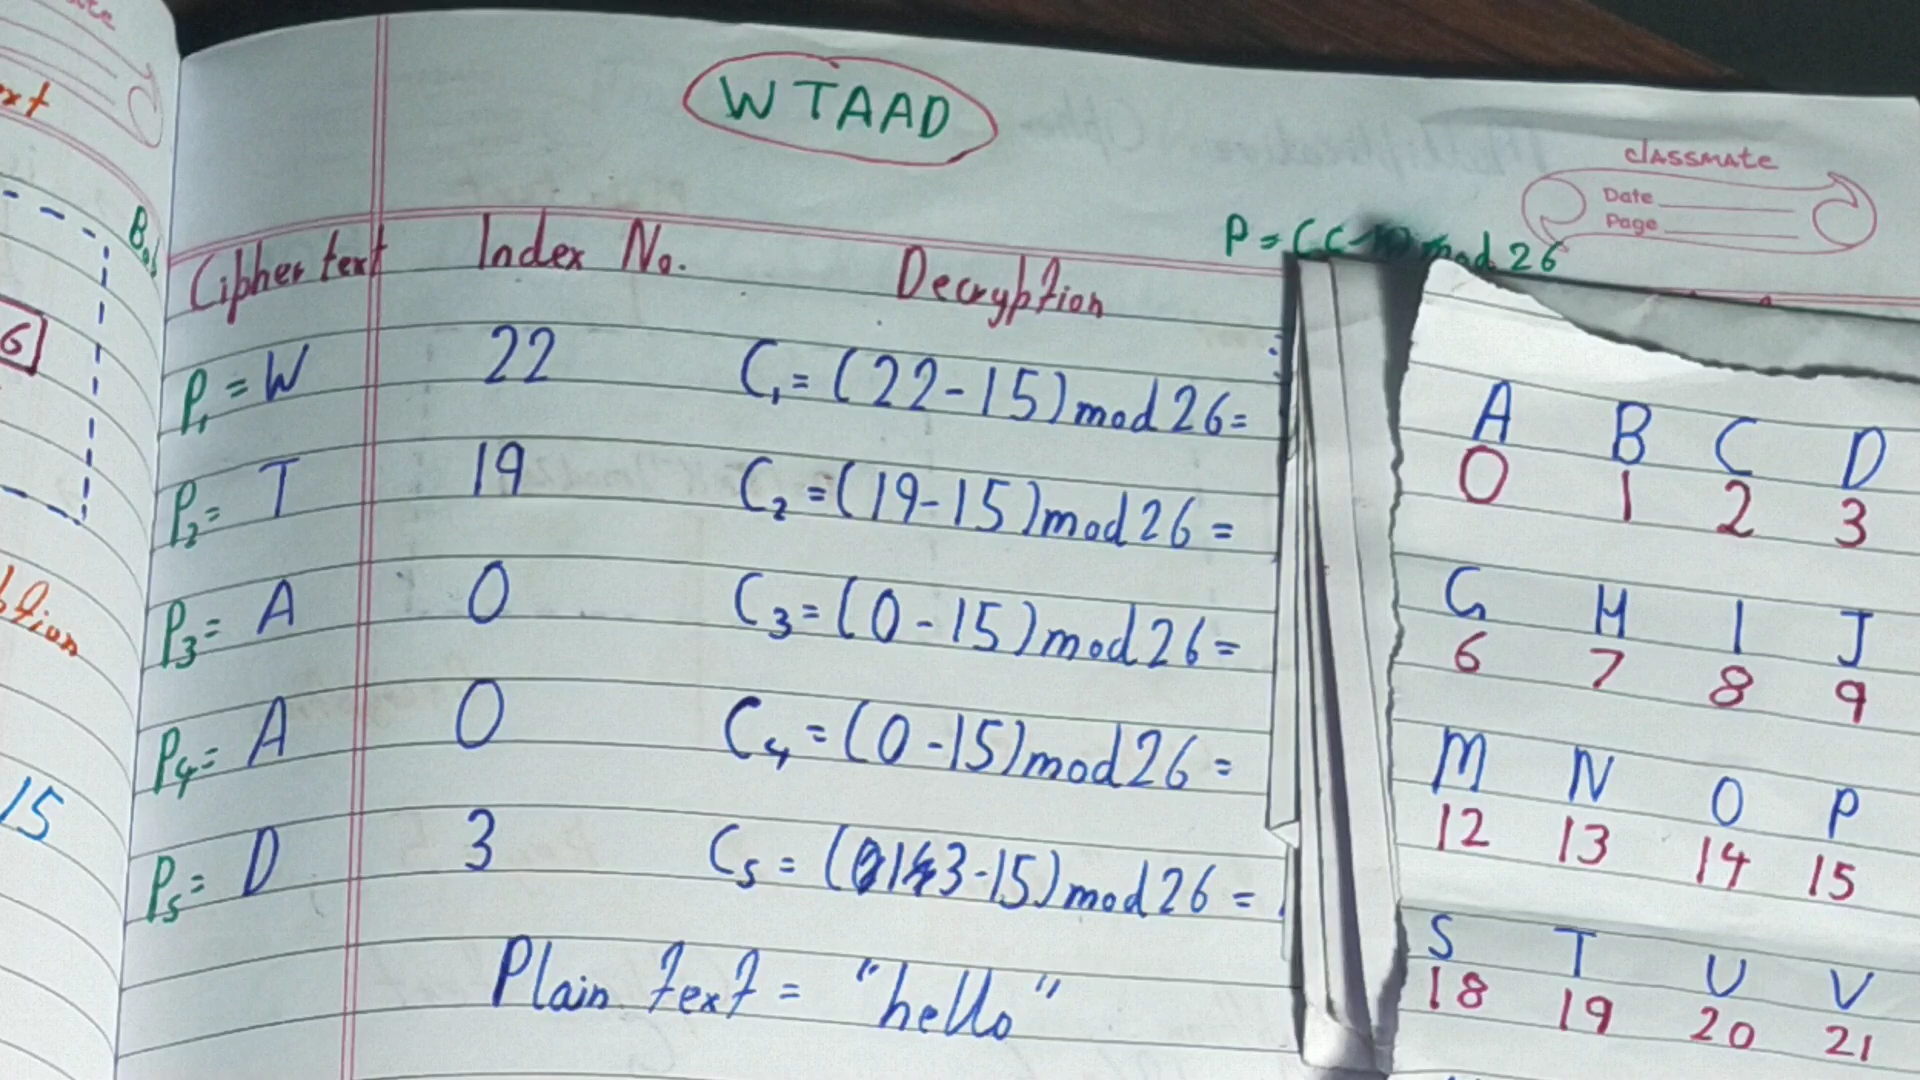 WTAAD
classmate
Date
Page
P = (C-K) mod 26
Cipher text Index No. Decryption
P1 = W 22 C1 = (22-15) mod 26 =
P2 = T 19 C2 = (19-15) mod 26 =
P3 = A 0 C3 = (0-15) mod 26 =
P4 = A 0 C4 = (0-15) mod 26 =
P5 = D 3 C5 = (3-15) mod 26 =
Plain text = "hello"
A B C D
0 1 2 3
G H I J
6 7 8 9
M N O P
12 13 14 15
S T U V
18 19 20 21
Bob
15